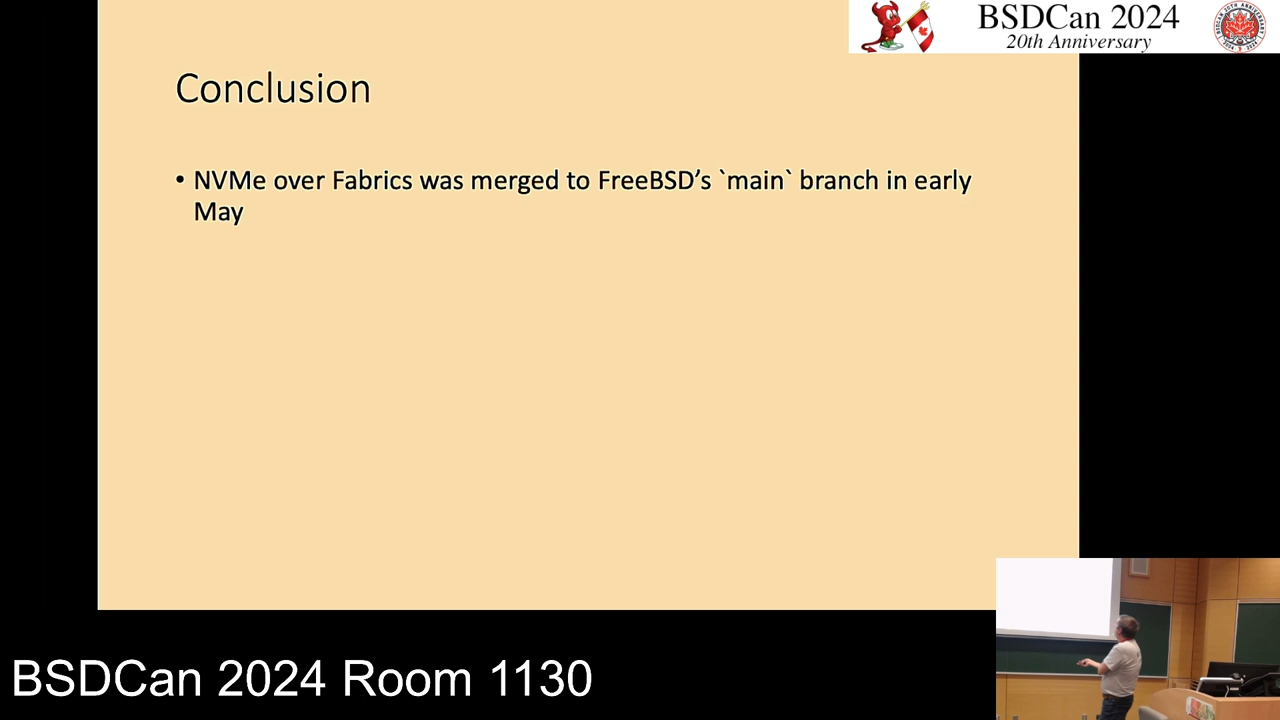 BSDCan 2024
20th Anniversary
Conclusion
• NVMe over Fabrics was merged to FreeBSD’s `main` branch in early
May
BSDCan 2024 Room 1130